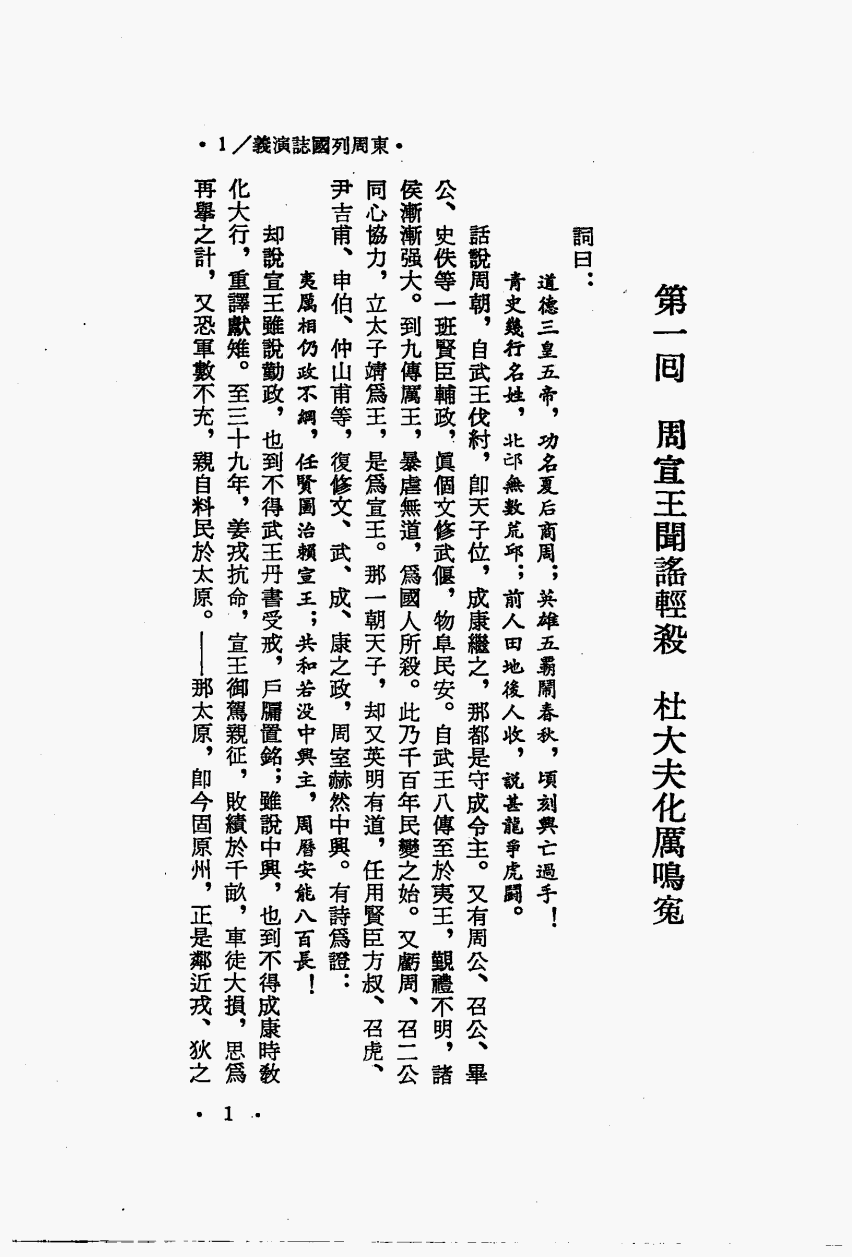 第一回　周宣王聞謠輕殺　杜大夫化厲鳴寃
詞曰：
道德三皇五帝，功名夏后商周；英雄五霸鬧春秋，頃刻興亡過手！
青史幾行名姓，北邙無數荒邱；前人田地後人收，説甚龍爭虎鬪。
話說周朝，自武王伐紂，卽天子位，成康繼之，那都是守成令主。又有周公、召公、畢
公、史佚等一班賢臣輔政，眞個文修武偃，物阜民安。自武王八傳至於夷王，覲禮不明，諸
侯漸漸强大。到九傳厲王，暴虐無道，爲國人所殺。此乃千百年民變之始。又虧周、召二公
同心協力，立太子靖爲王，是爲宣王。那一朝天子，却又英明有道，任用賢臣方叔、召虎、
尹吉甫、申伯、仲山甫等，復修文、武、成、康之政，周室赫然中興。有詩爲證：
夷厲相仍政不綱，任賢圖治賴宣王；共和若没中興主，周曆安能八百長！
却說宣王雖說勤政，也到不得武王丹書受戒，戶牖置銘；雖說中興，也到不得成康時敎
化大行，重譯獻雉。至三十九年，姜戎抗命，宣王御駕親征，敗績於千畝，車徒大損，思爲
再擧之計，又恐軍數不充，親自料民於太原。——那太原，卽今固原州，正是鄰近戎、狄之
・東周列國誌演義／1・
・1・